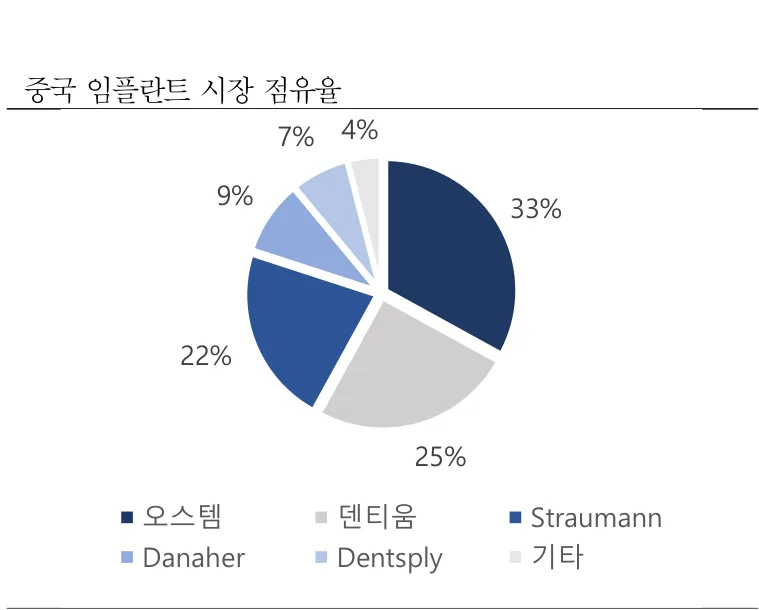 중국 임플란트 시장 점유율
4%
7%
9%
33%
22%
25%
오스템 덴티움 Straumann
Danaher Dentsply 기타